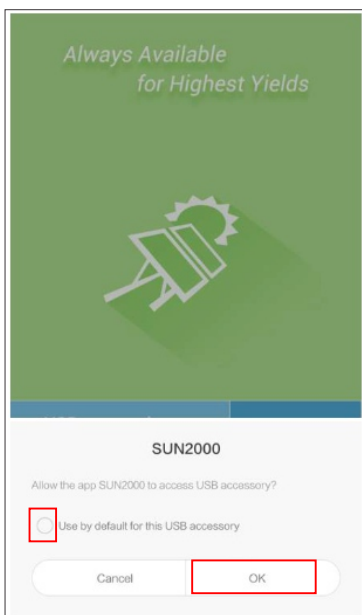 Always Available
for Highest Yields
SUN2000
Allow the app SUN2000 to access USB accessory?
Use by default for this USB accessory
Cancel
OK